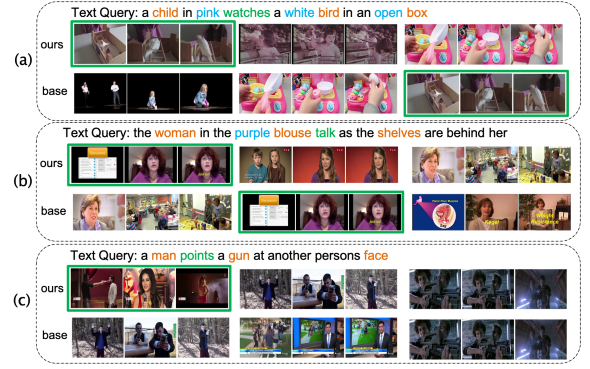 (a)
Text Query: a child in pink watches a white bird in an open box
ours
base
(b)
Text Query: the woman in the purple blouse talk as the shelves are behind her
ours
base
Kegel
Weight
(c)
Text Query: a man points a gun at another persons face
ours
base